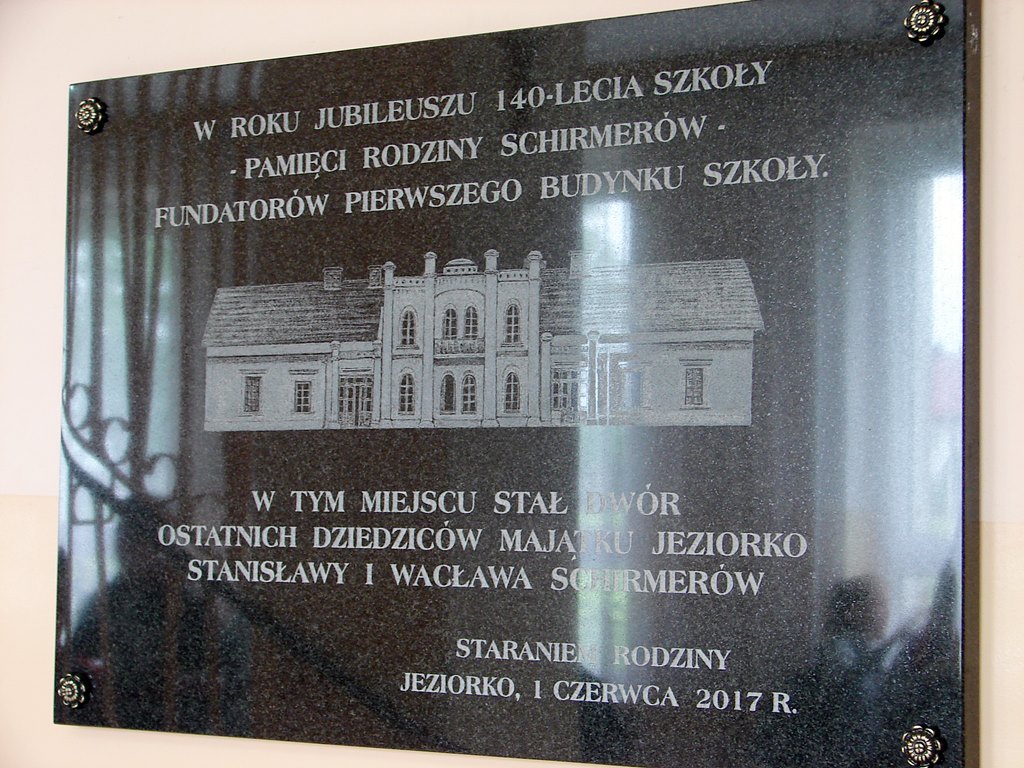 W ROKU JUBILEUSZU 140-LECIA SZKOŁY
- PAMIĘCI RODZINY SCHIRMERÓW -
FUNDATORÓW PIERWSZEGO BUDYNKU SZKOŁY.
W TYM MIEJSCU STAŁ DWÓR
OSTATNICH DZIEDZICÓW MAJĄTKU JEZIORKO
STANISŁAWY I WACŁAWA SCHIRMERÓW
STARANIEM RODZINY
JEZIORKO, 1 CZERWCA 2017 R.